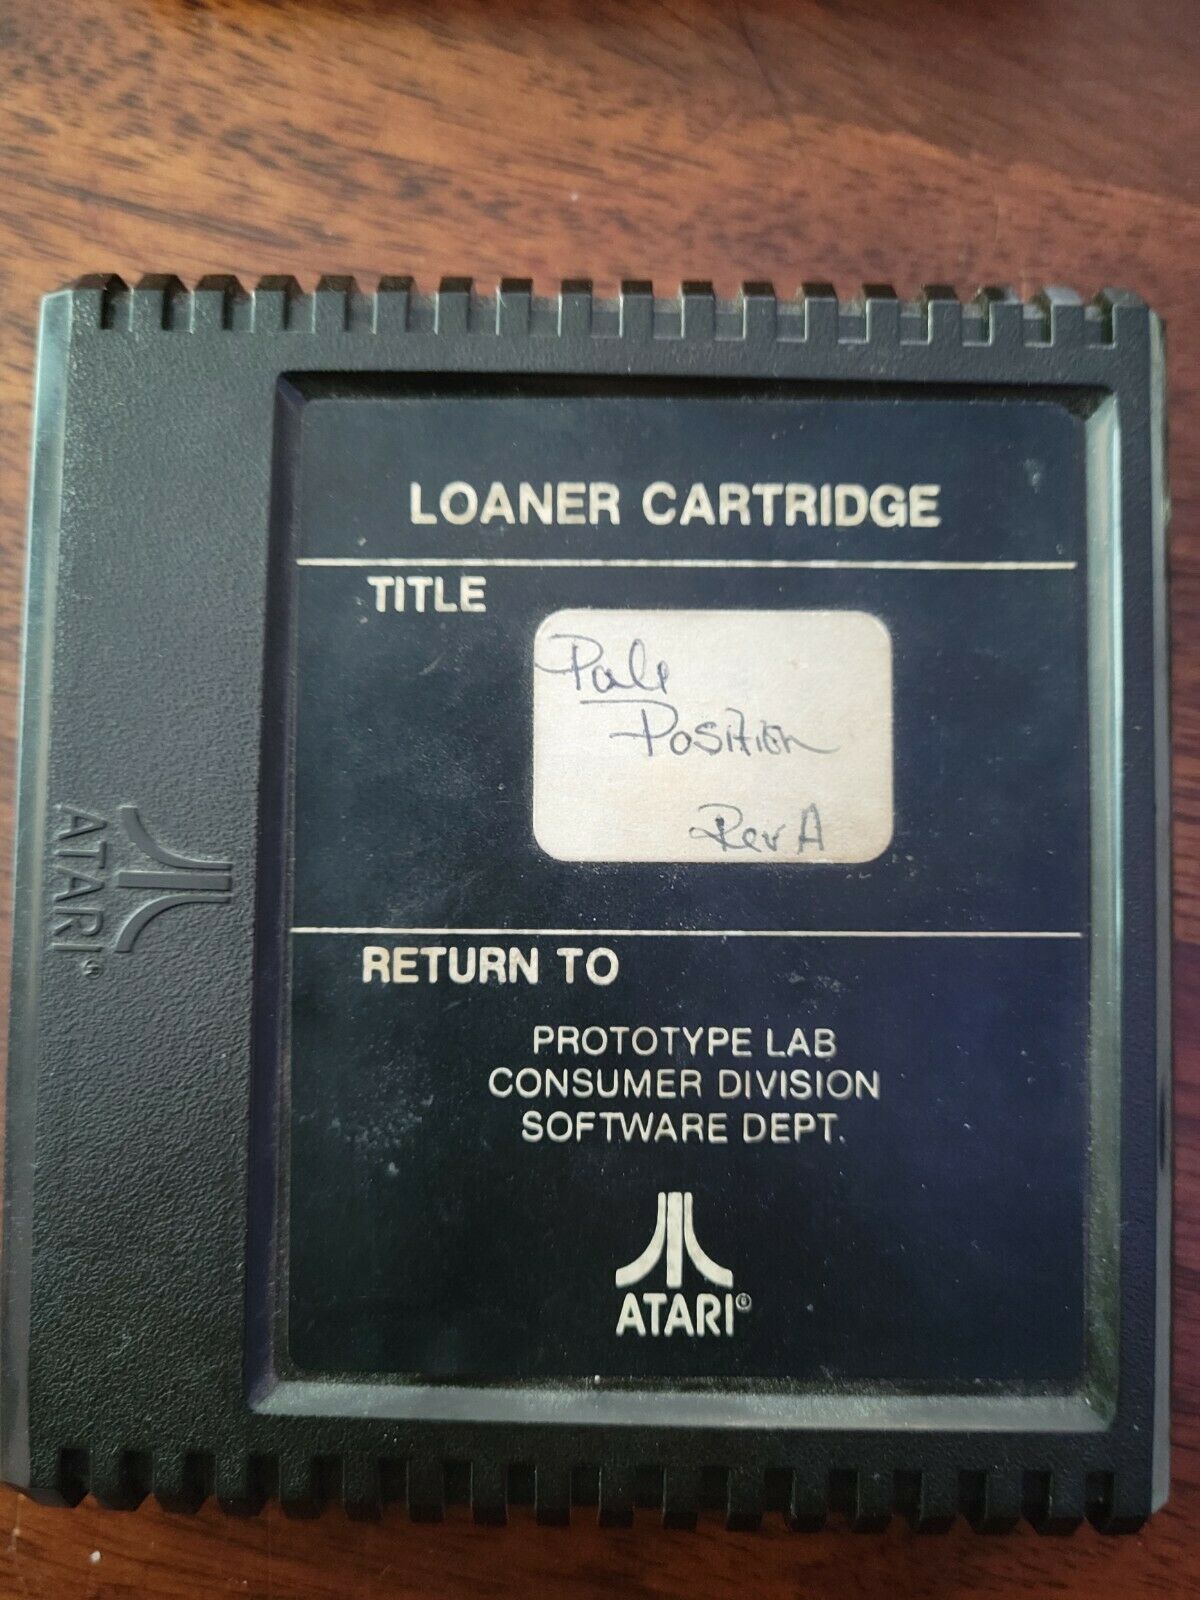 LOANER CARTRIDGE
TITLE
Pole
Position
Rev A
RETURN TO
PROTOTYPE LAB
CONSUMER DIVISION
SOFTWARE DEPT.
ATARI®
ATARI®